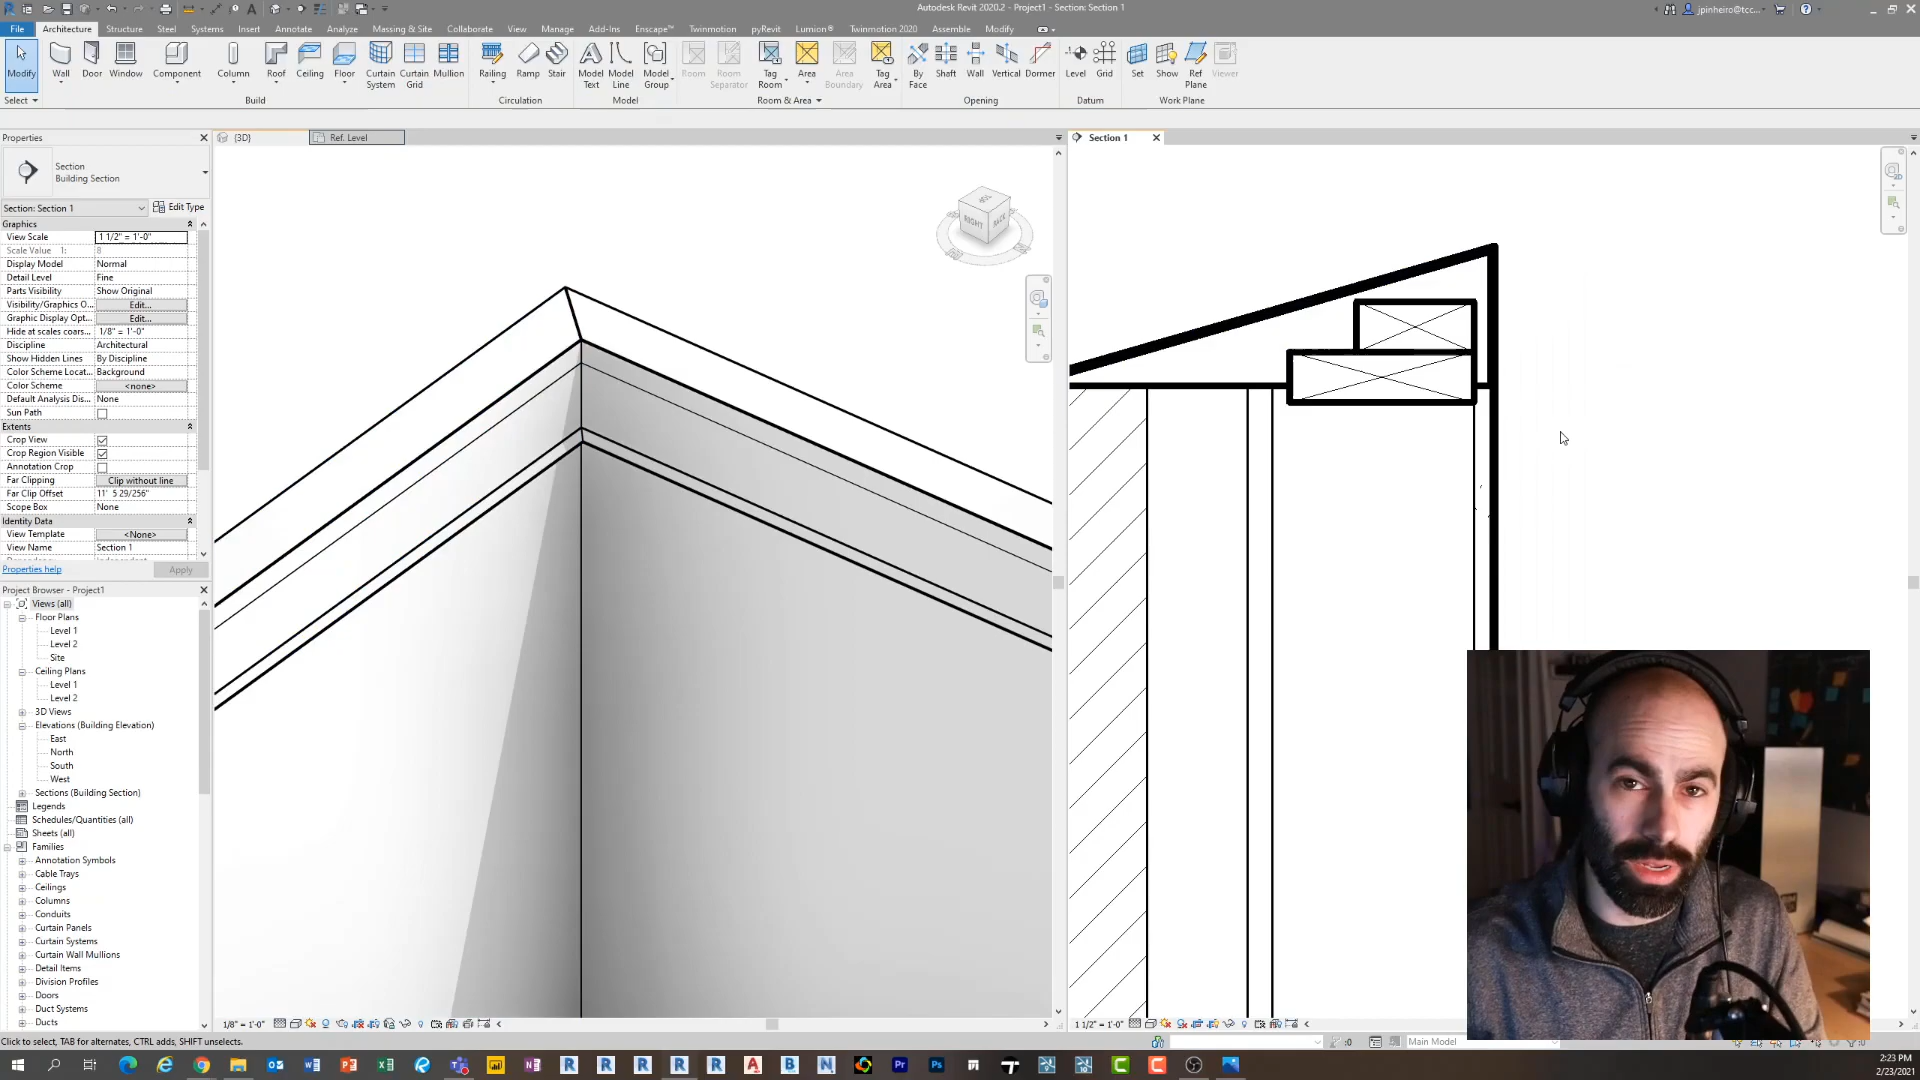 Autodesk Revit 2020.2 - Project1 - Section: Section 1
jpinheiro@tcc...
File Architecture Structure Steel Systems Insert Annotate Analyze Massing & Site Collaborate View Manage Add-Ins Enscape™ Twinmotion pyRevit Lumion® Twinmotion 2020 Assemble Modify
Modify Wall Door Window Component Column Roof Ceiling Floor Curtain System Curtain Grid Mullion Railing Ramp Stair Model Text Model Line Model Group Room Room Separator Tag Room Area Area Boundary Tag Area By Face Shaft Wall Vertical Dormer Level Grid Set Show Ref Plane Viewer
Select Build Circulation Model Room & Area Opening Datum Work Plane
Properties
{3D}
Ref. Level
Section 1
Section
Building Section
Section: Section 1
Edit Type
Graphics
View Scale 1 1/2" = 1'-0"
Scale Value 1: 8
Display Model Normal
Detail Level Fine
Parts Visibility Show Original
Visibility/Graphics O... Edit...
Graphic Display Opt... Edit...
Hide at scales coars... 1/8" = 1'-0"
Discipline Architectural
Show Hidden Lines By Discipline
Color Scheme Locat... Background
Color Scheme <none>
Default Analysis Dis... None
Sun Path
Extents
Crop View
Crop Region Visible
Annotation Crop
Far Clipping Clip without line
Far Clip Offset 11' 5 29/256"
Scope Box None
Identity Data
View Template <None>
View Name Section 1
Properties help
Apply
Project Browser - Project1
Views (all)
Floor Plans
Level 1
Level 2
Site
Ceiling Plans
Level 1
Level 2
3D Views
Elevations (Building Elevation)
East
North
South
West
Sections (Building Section)
Legends
Schedules/Quantities (all)
Sheets (all)
Families
Annotation Symbols
Cable Trays
Ceilings
Columns
Conduits
Curtain Panels
Curtain Systems
Curtain Wall Mullions
Detail Items
Division Profiles
Doors
Duct Systems
Ducts
RIGHT
BACK
1/8" = 1'-0"
1 1/2" = 1'-0"
Click to select, TAB for alternates, CTRL adds, SHIFT unselects.
:0
Main Model
2:23 PM
2/23/2021